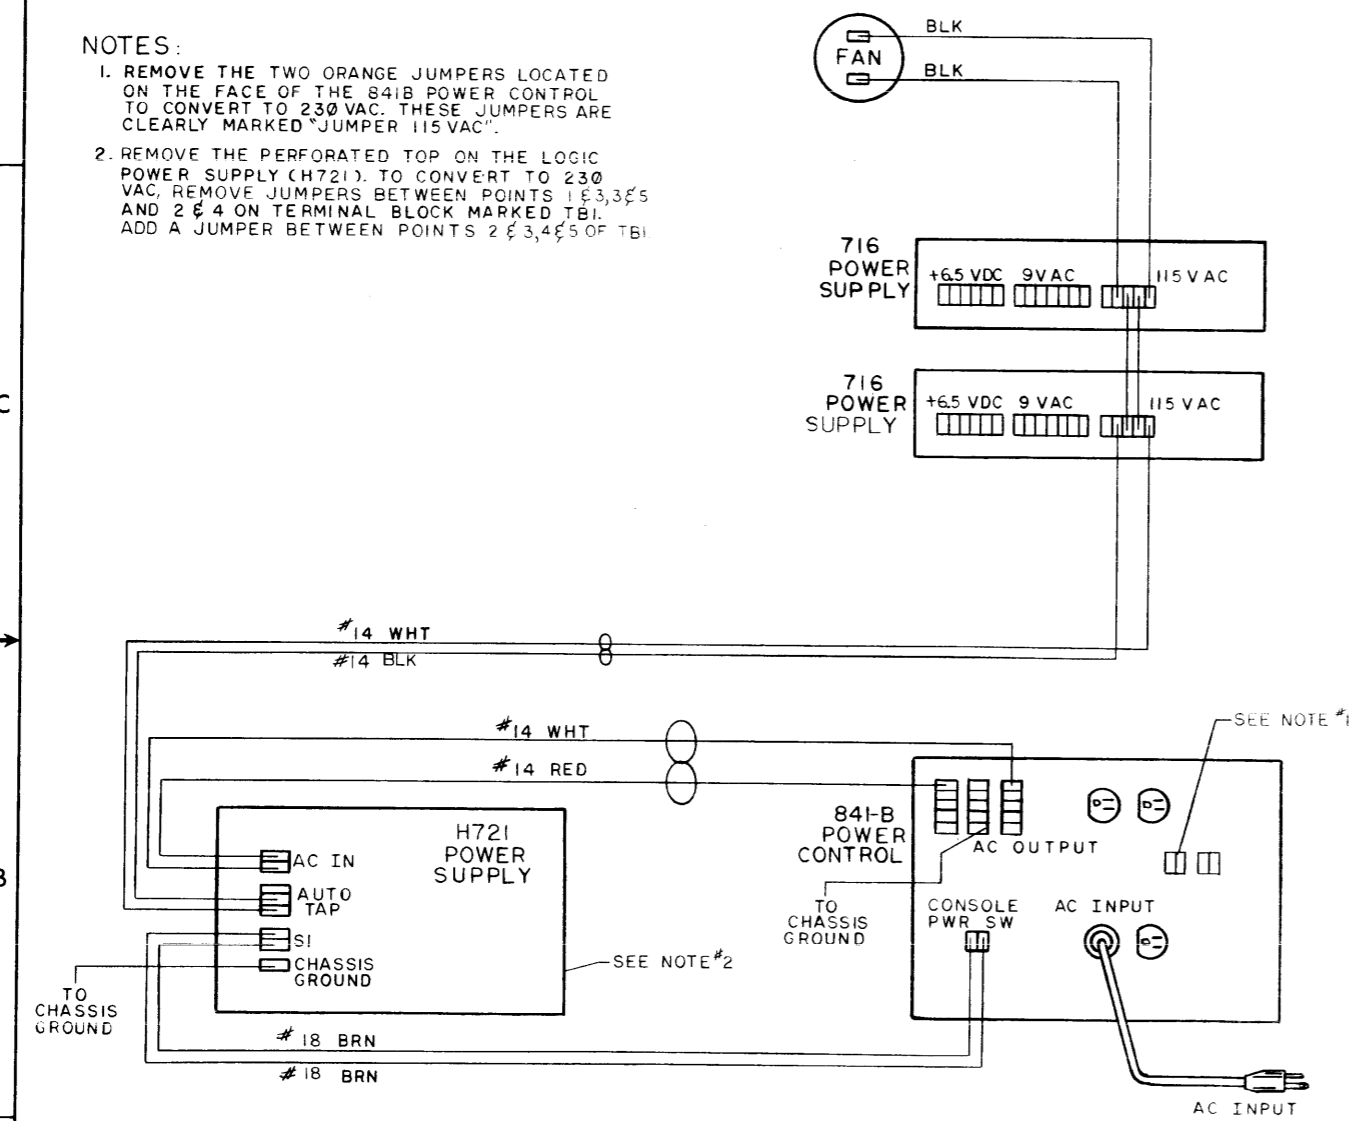 NOTES:
1. REMOVE THE TWO ORANGE JUMPERS LOCATED
ON THE FACE OF THE 841B POWER CONTROL
TO CONVERT TO 230 VAC. THESE JUMPERS ARE
CLEARLY MARKED "JUMPER 115 VAC".
2. REMOVE THE PERFORATED TOP ON THE LOGIC
POWER SUPPLY (H721). TO CONVERT TO 230
VAC, REMOVE JUMPERS BETWEEN POINTS 1 & 3, 3 & 5
AND 2 & 4 ON TERMINAL BLOCK MARKED TB1.
ADD A JUMPER BETWEEN POINTS 2 & 3, 4 & 5 OF TB1
BLK
FAN
BLK
716
POWER
SUPPLY
+6.5 VDC
9 VAC
115 VAC
716
POWER
SUPPLY
+6.5 VDC
9 VAC
115 VAC
C
#14 WHT
#14 BLK
#14 WHT
#14 RED
SEE NOTE #1
H721
POWER
SUPPLY
AC IN
AUTO
TAP
S1
CHASSIS
GROUND
TO
CHASSIS
GROUND
SEE NOTE #2
841-B
POWER
CONTROL
AC OUTPUT
TO
CHASSIS
GROUND
CONSOLE
PWR SW
AC INPUT
B
#18 BRN
#18 BRN
AC INPUT